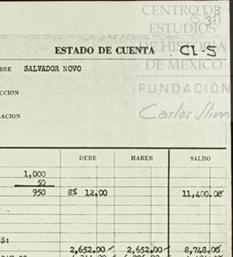 CENTRO DE
ESTUDIOS
DE HISTORIA
DE MÉXICO
FUNDACIÓN
Carlos Slim
ESTADO DE CUENTA CL-5
BRE SALVADOR NOVO
CCION
ACION
DEBE HABER SALDO
1,000
50
950 8% 12.00 11,400.00
S:
2,652.00 2,652.00 8,748.00